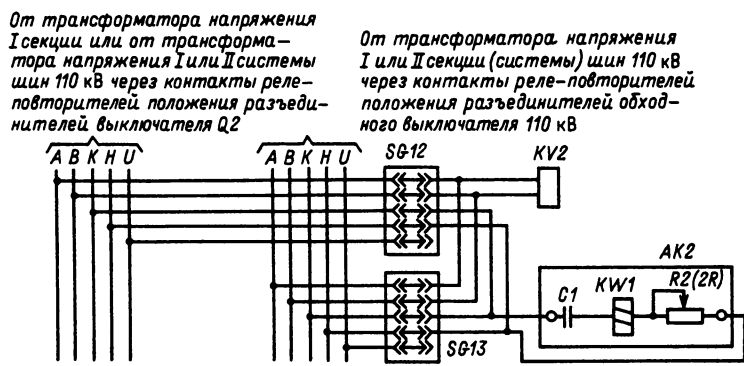 От трансформатора напряжения
I секции или от трансформа–
тора напряжения I или II системы
шин 110 кВ через контакты реле–
повторителей положения разъеди–
нителей выключателя Q2
От трансформатора напряжения
I или II секции (системы) шин 110 кВ
через контакты реле–повторителей
положения разъединителей обход–
ного выключателя 110 кВ
A B K H U
A B K H U
SG12
KV2
AK2
C1
KW1
R2(2R)
SG13